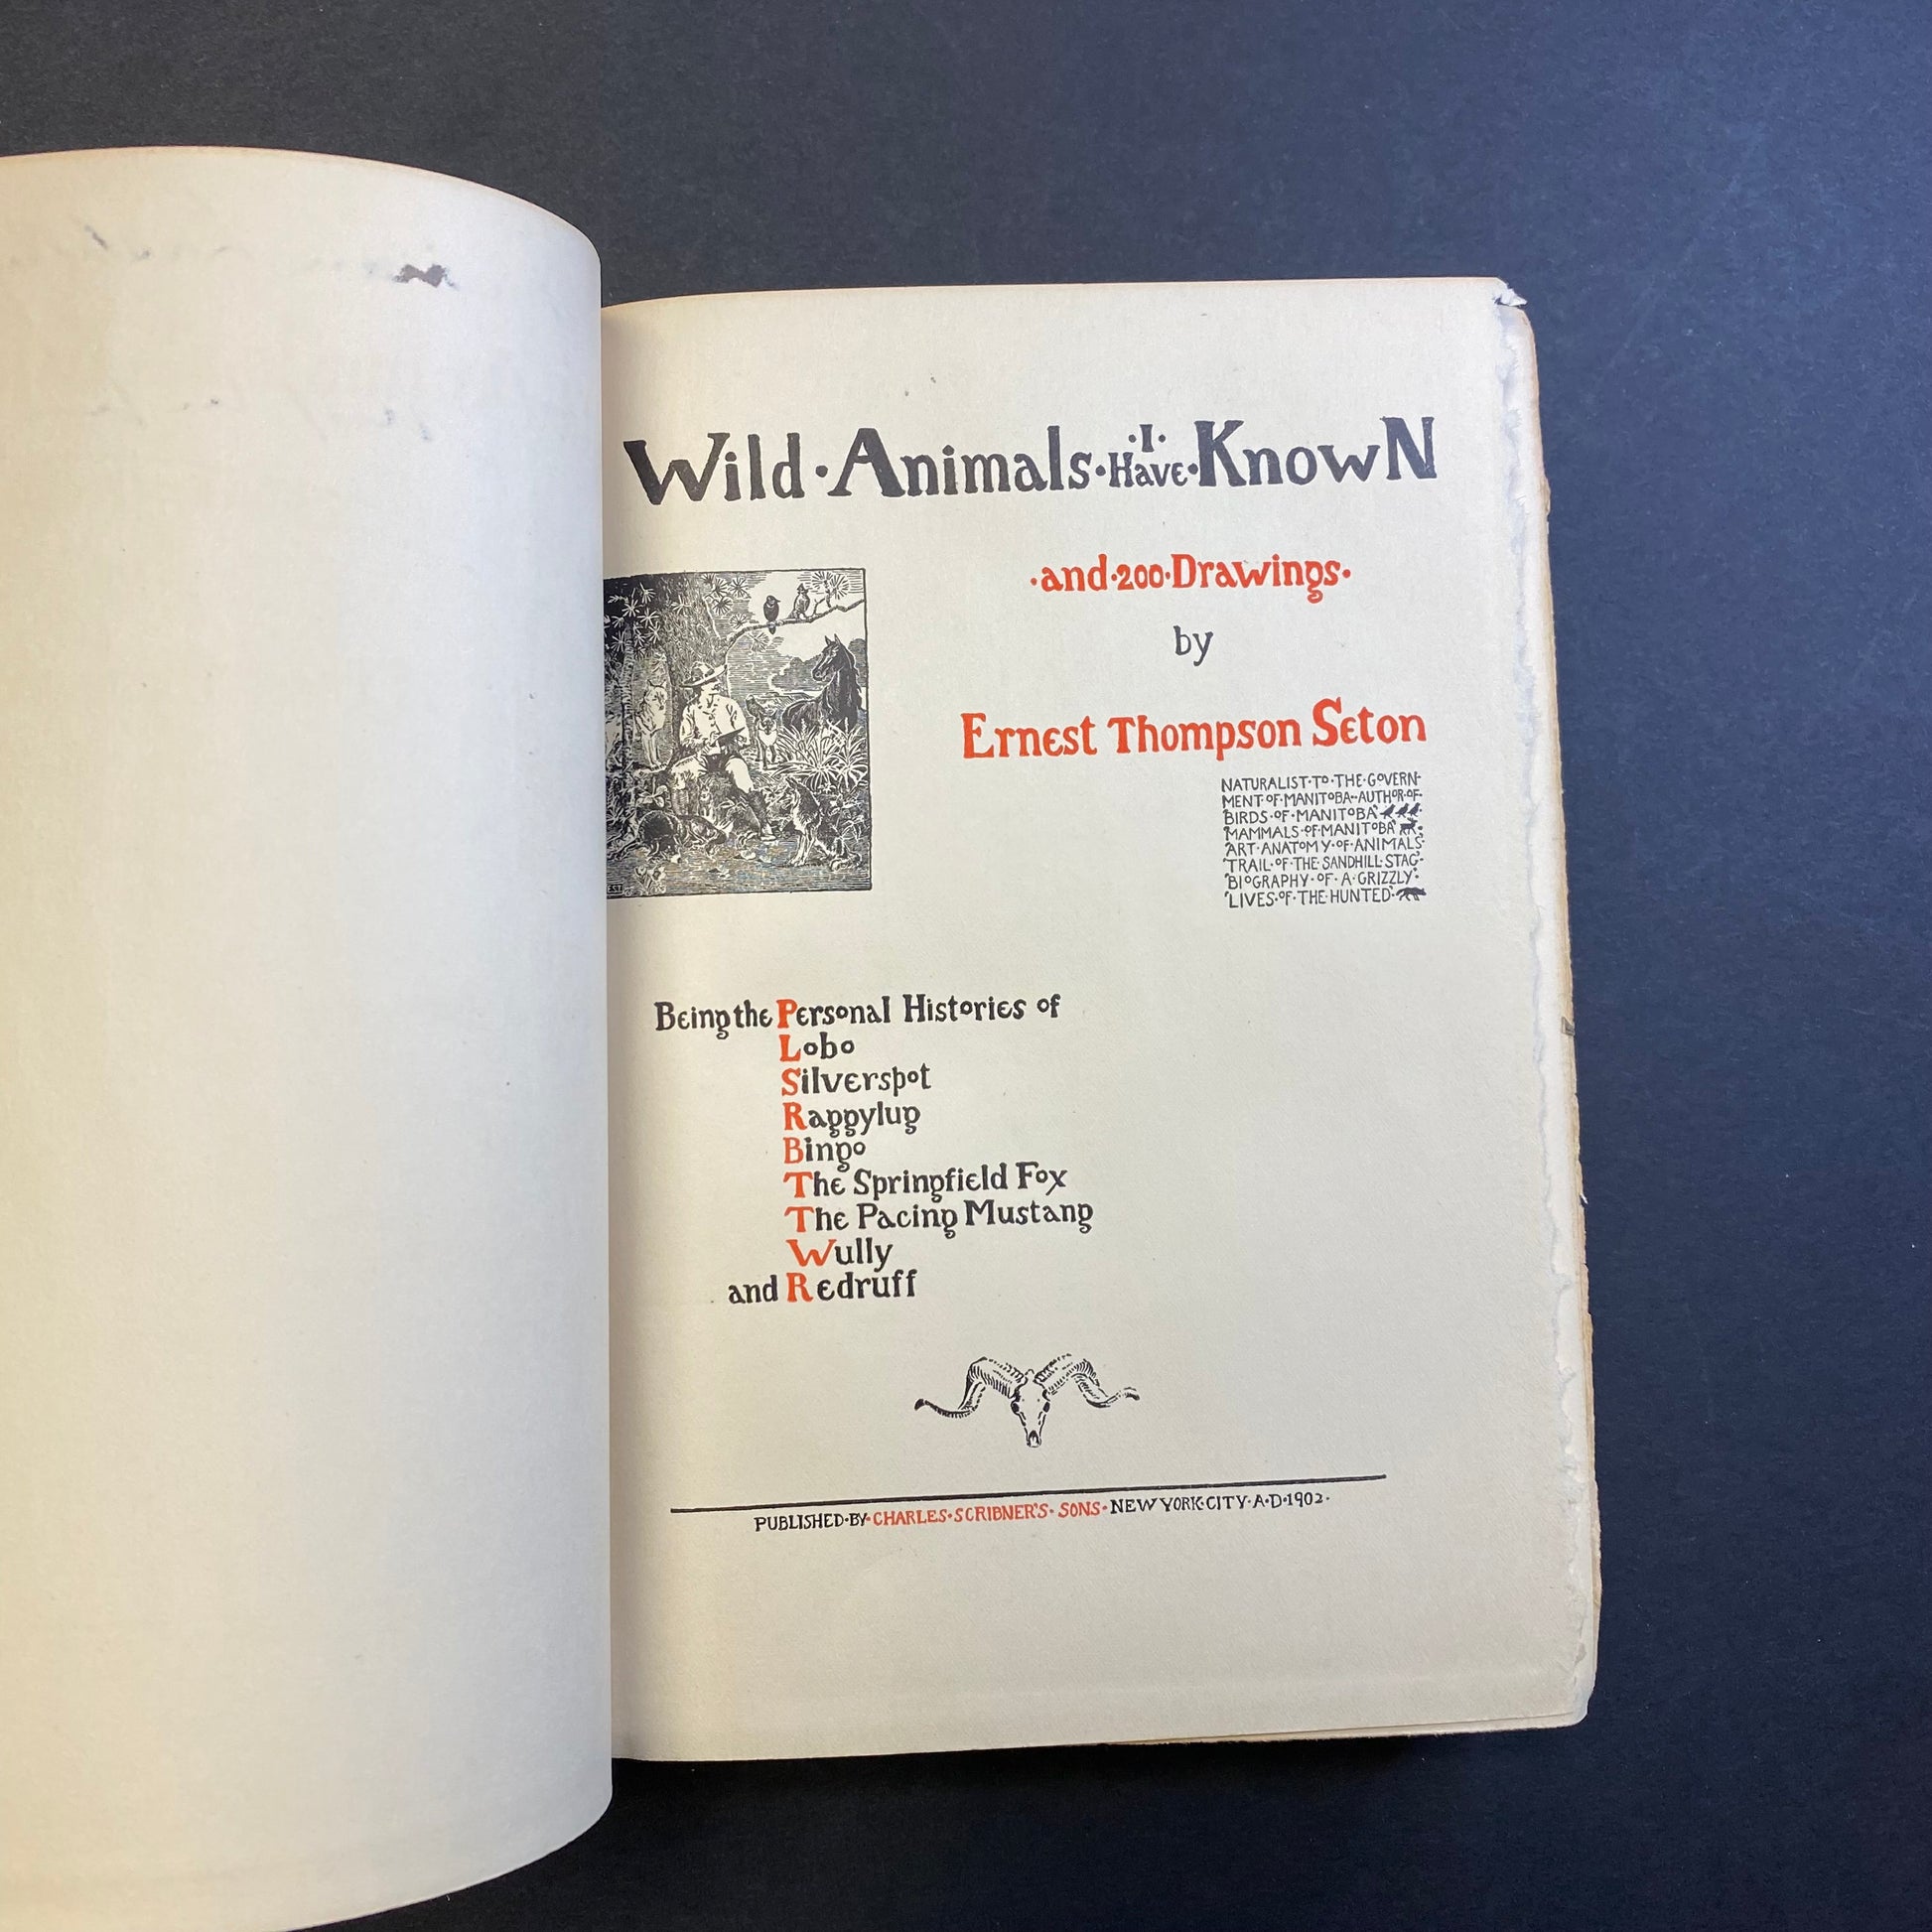 Wild·Animals·I·Have·Known
·and·200·Drawings·
by
Ernest Thompson Seton
NATURALIST·TO·THE·GOVERN-
MENT·OF·MANITOBA··AUTHOR·OF·
'BIRDS·OF·MANITOBA'
'MAMMALS·OF·MANITOBA'
'ART·ANATOMY·OF·ANIMALS'
'TRAIL·OF·THE·SANDHILL·STAG'
'BIOGRAPHY·OF·A·GRIZZLY'
'LIVES·OF·THE·HUNTED'
Being the Personal Histories of
Lobo
Silverspot
Raggylug
Bingo
The Springfield Fox
The Pacing Mustang
Wully
and Redruff
PUBLISHED·BY·CHARLES·SCRIBNER'S·SONS·NEW YORK·CITY·A·D·1902·